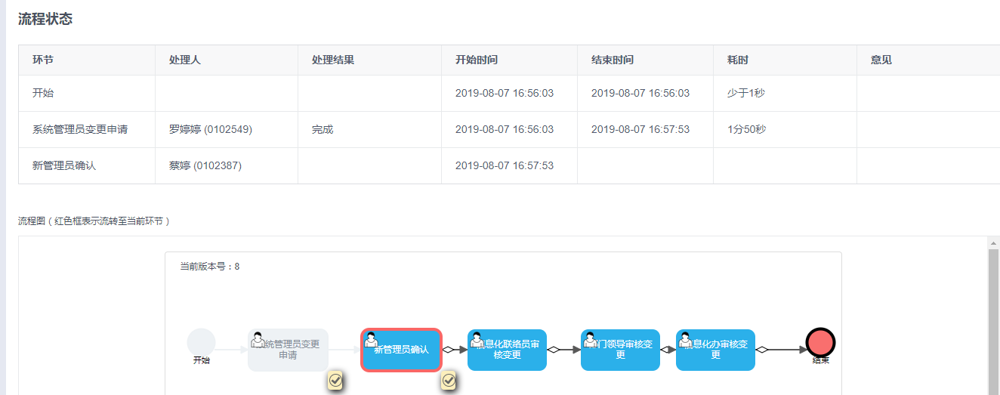 流程状态
环节 处理人 处理结果 开始时间 结束时间 耗时 意见
开始 2019-08-07 16:56:03 2019-08-07 16:56:03 少于1秒
系统管理员变更申请 罗婷婷 (0102549) 完成 2019-08-07 16:56:03 2019-08-07 16:57:53 1分50秒
新管理员确认 蔡婷 (0102387) 2019-08-07 16:57:53
流程图（红色框表示流转至当前环节）
当前版本号：8
开始
系统管理员变更
申请
新管理员确认
信息化联络员审
核变更
部门领导审核变
更
信息化办审核变
更
结束